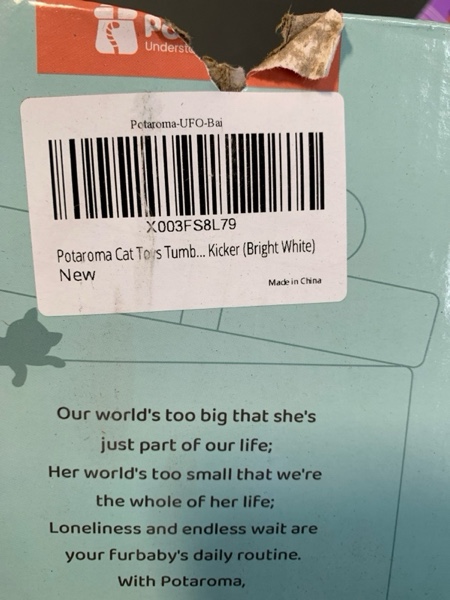 Potaroma-UFO-Bai
X003FS8L79
Potaroma Cat Toys Tumb... Kicker (Bright White)
New
Made in China
Our world's too big that she's
just part of our life;
Her world's too small that we're
the whole of her life;
Loneliness and endless wait are
your furbaby's daily routine.
With Potaroma,